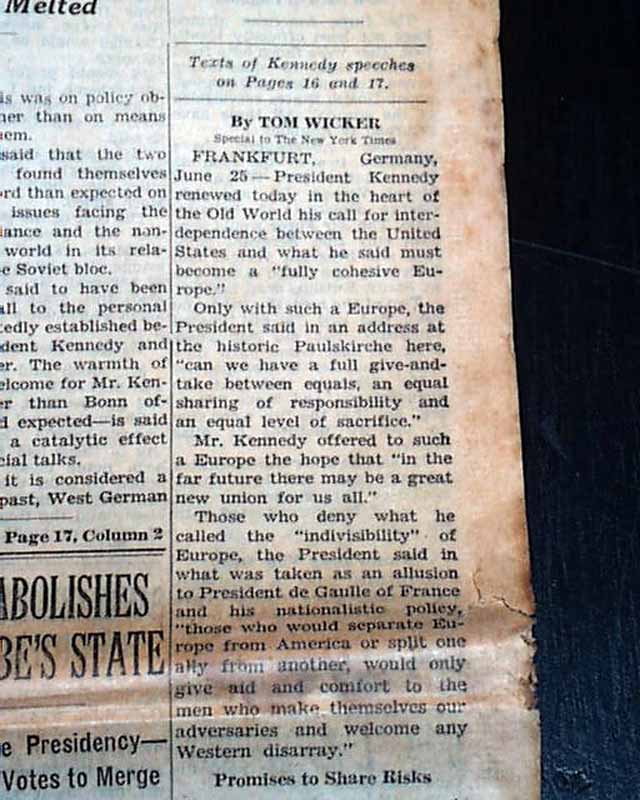 Melted
is was on policy ob-
her than on means
em.
said that the two
found themselves
rd than expected on
issues facing the
iance and the non-
world in its rela-
e Soviet bloc.
said to have been
all to the personal
tedly established be-
dent Kennedy and
er. The warmth of
elcome for Mr. Ken-
er than Bonn of-
d expected—is said
a catalytic effect
cial talks.
it is considered a
past, West German
Page 17, Column 2
ABOLISHES
BE'S STATE
e Presidency—
Votes to Merge
Texts of Kennedy speeches
on Pages 16 and 17.
By TOM WICKER
Special to The New York Times
FRANKFURT, Germany,
June 25—President Kennedy
renewed today in the heart of
the Old World his call for inter-
dependence between the United
States and what he said must
become a "fully cohesive Eu-
rope."
Only with such a Europe, the
President said in an address at
the historic Paulskirche here,
"can we have a full give-and-
take between equals, an equal
sharing of responsibility and
an equal level of sacrifice."
Mr. Kennedy offered to such
a Europe the hope that "in the
far future there may be a great
new union for us all."
Those who deny what he
called the "indivisibility" of
Europe, the President said in
what was taken as an allusion
to President de Gaulle of France
and his nationalistic policy,
"those who would separate Eu-
rope from America or split one
ally from another, would only
give aid and comfort to the
men who make themselves our
adversaries and welcome any
Western disarray."
Promises to Share Risks